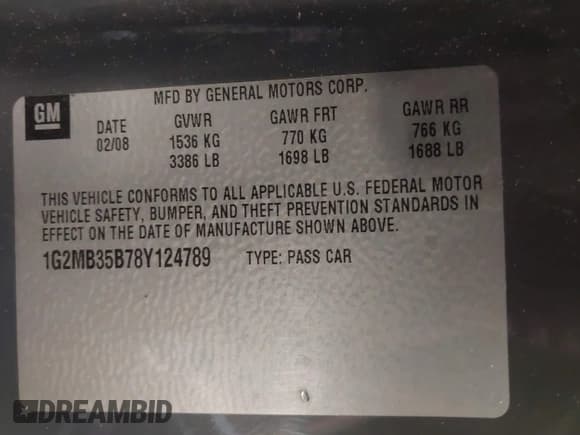 MFD BY GENERAL MOTORS CORP.
GM
DATE GVWR GAWR FRT GAWR RR
02/08 1536 KG 770 KG 766 KG
3386 LB 1698 LB 1688 LB
THIS VEHICLE CONFORMS TO ALL APPLICABLE U.S. FEDERAL MOTOR
VEHICLE SAFETY, BUMPER, AND THEFT PREVENTION STANDARDS IN
EFFECT ON THE DATE OF MANUFACTURE SHOWN ABOVE.
1G2MB35B78Y124789 TYPE: PASS CAR
DREAMBID